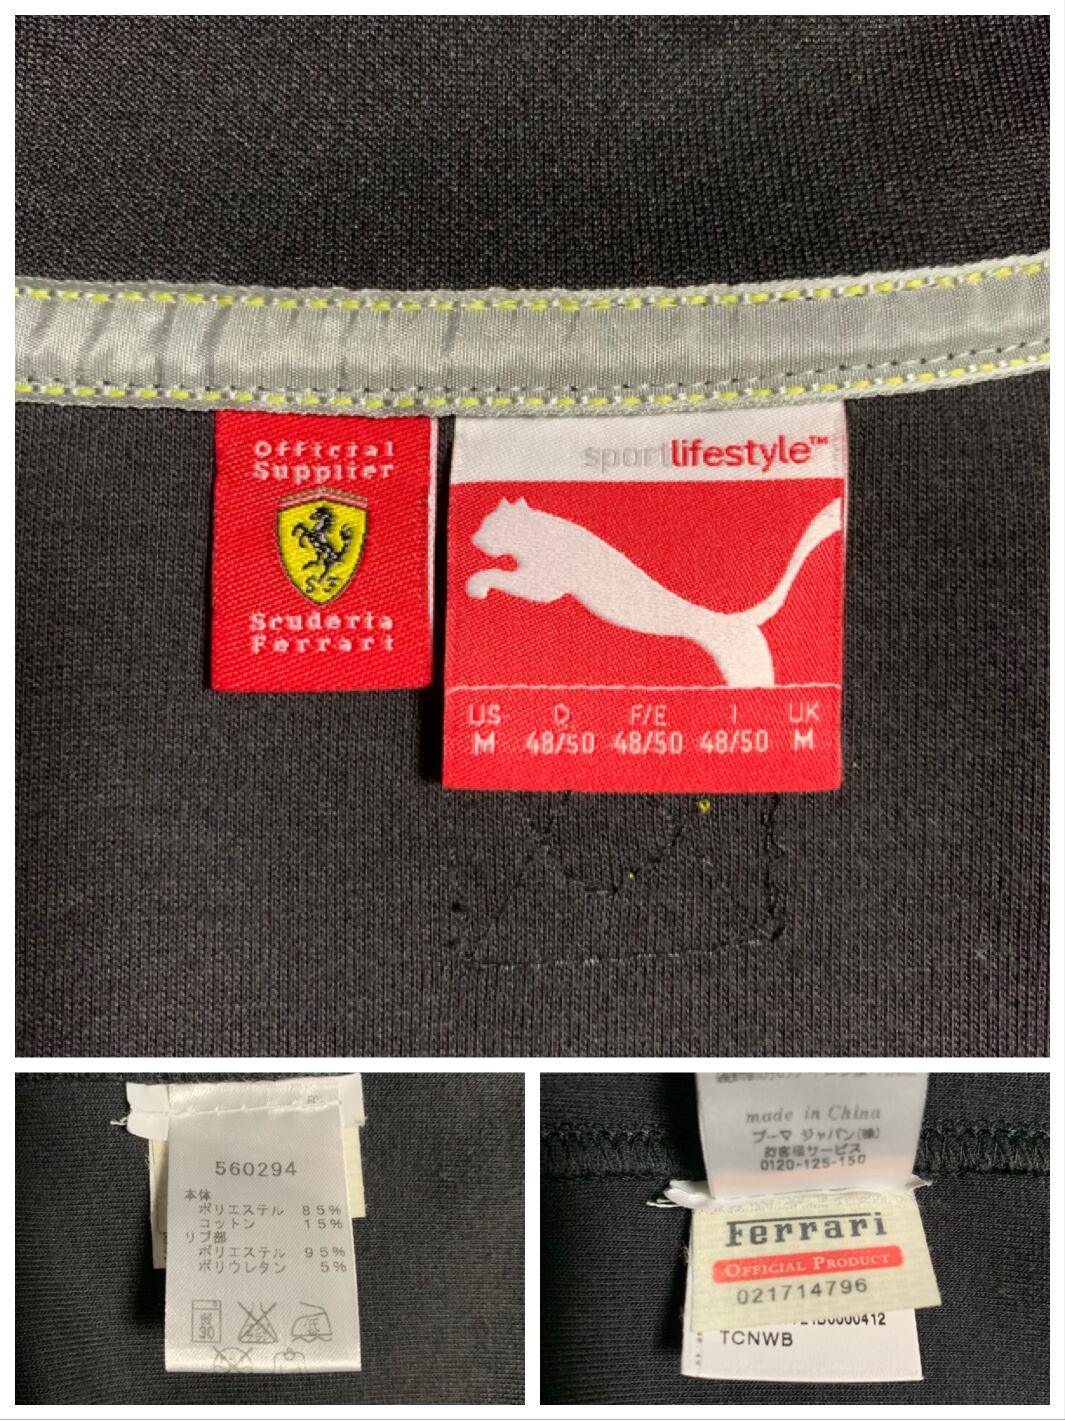 Official
Supplier
S F
Scuderia
Ferrari
sportlifestyle™
US D F/E I UK
M 48/50 48/50 48/50 M
560294
本体
ポリエステル 85%
コットン 15%
リブ部
ポリエステル 95%
ポリウレタン 5%
30
made in China
プーマ ジャパン(株)
お客様サービス
0120-125-150
Ferrari
OFFICIAL PRODUCT
021714796
0000412
TCNWB